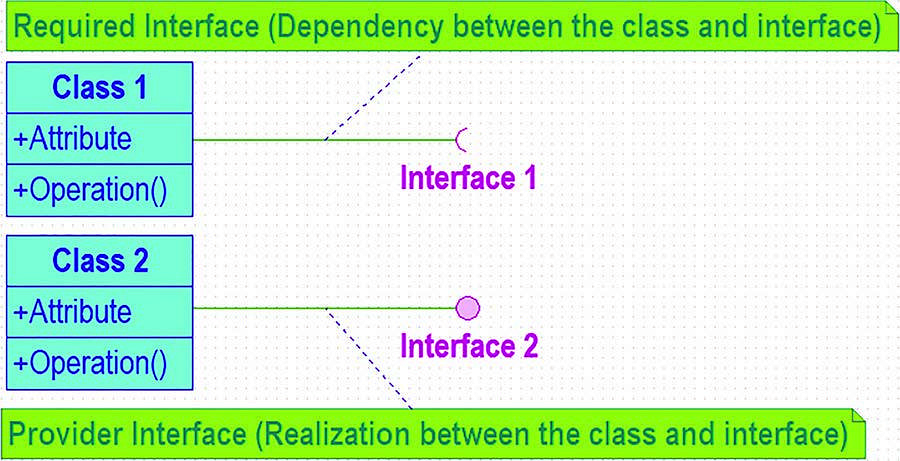 Required Interface (Dependency between the class and interface)
Class 1
+Attribute
+Operation()
Interface 1
Class 2
+Attribute
+Operation()
Interface 2
Provider Interface (Realization between the class and interface)